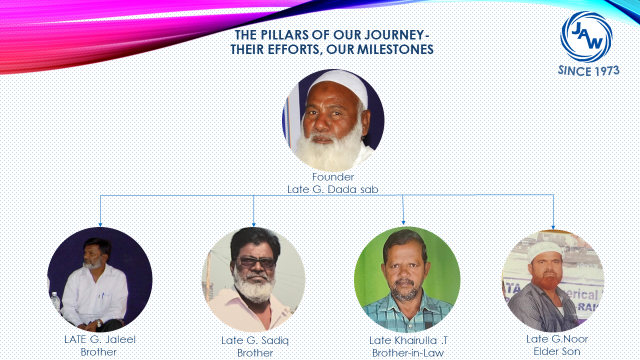 THE PILLARS OF OUR JOURNEY-
THEIR EFFORTS, OUR MILESTONES
JAW
SINCE 1973
Founder
Late G. Dada sab
LATE G. Jaleel
Brother
Late G. Sadiq
Brother
Late Khairulla .T
Brother-in-Law
Late G.Noor
Elder Son